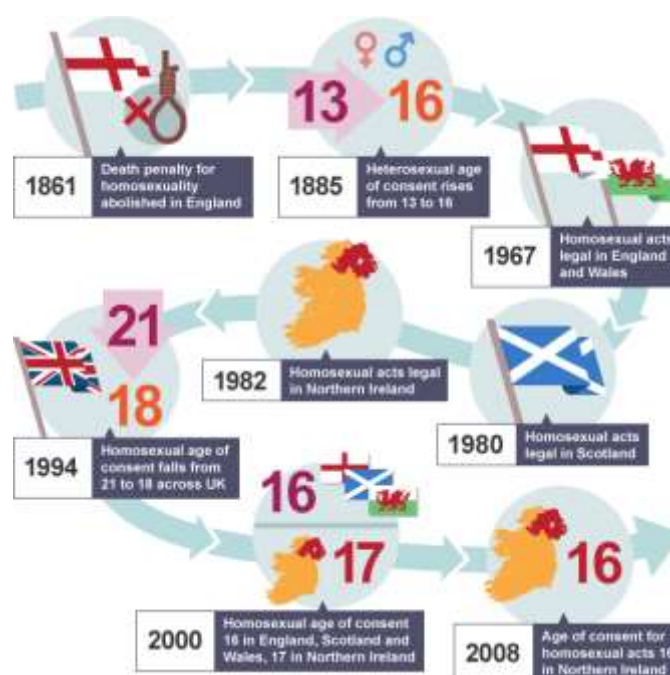 1861
Death penalty for
homosexuality
abolished in England
13
16
1885
Heterosexual age
of consent rises
from 13 to 16
1967
Homosexual acts
legal in England
and Wales
1980
Homosexual acts
legal in Scotland
1982
Homosexual acts legal
in Northern Ireland
21
18
1994
Homosexual age of
consent falls from
21 to 18 across UK
16
17
2000
Homosexual age of consent
16 in England, Scotland and
Wales, 17 in Northern Ireland
16
2008
Age of consent for
homosexual acts 16
in Northern Ireland